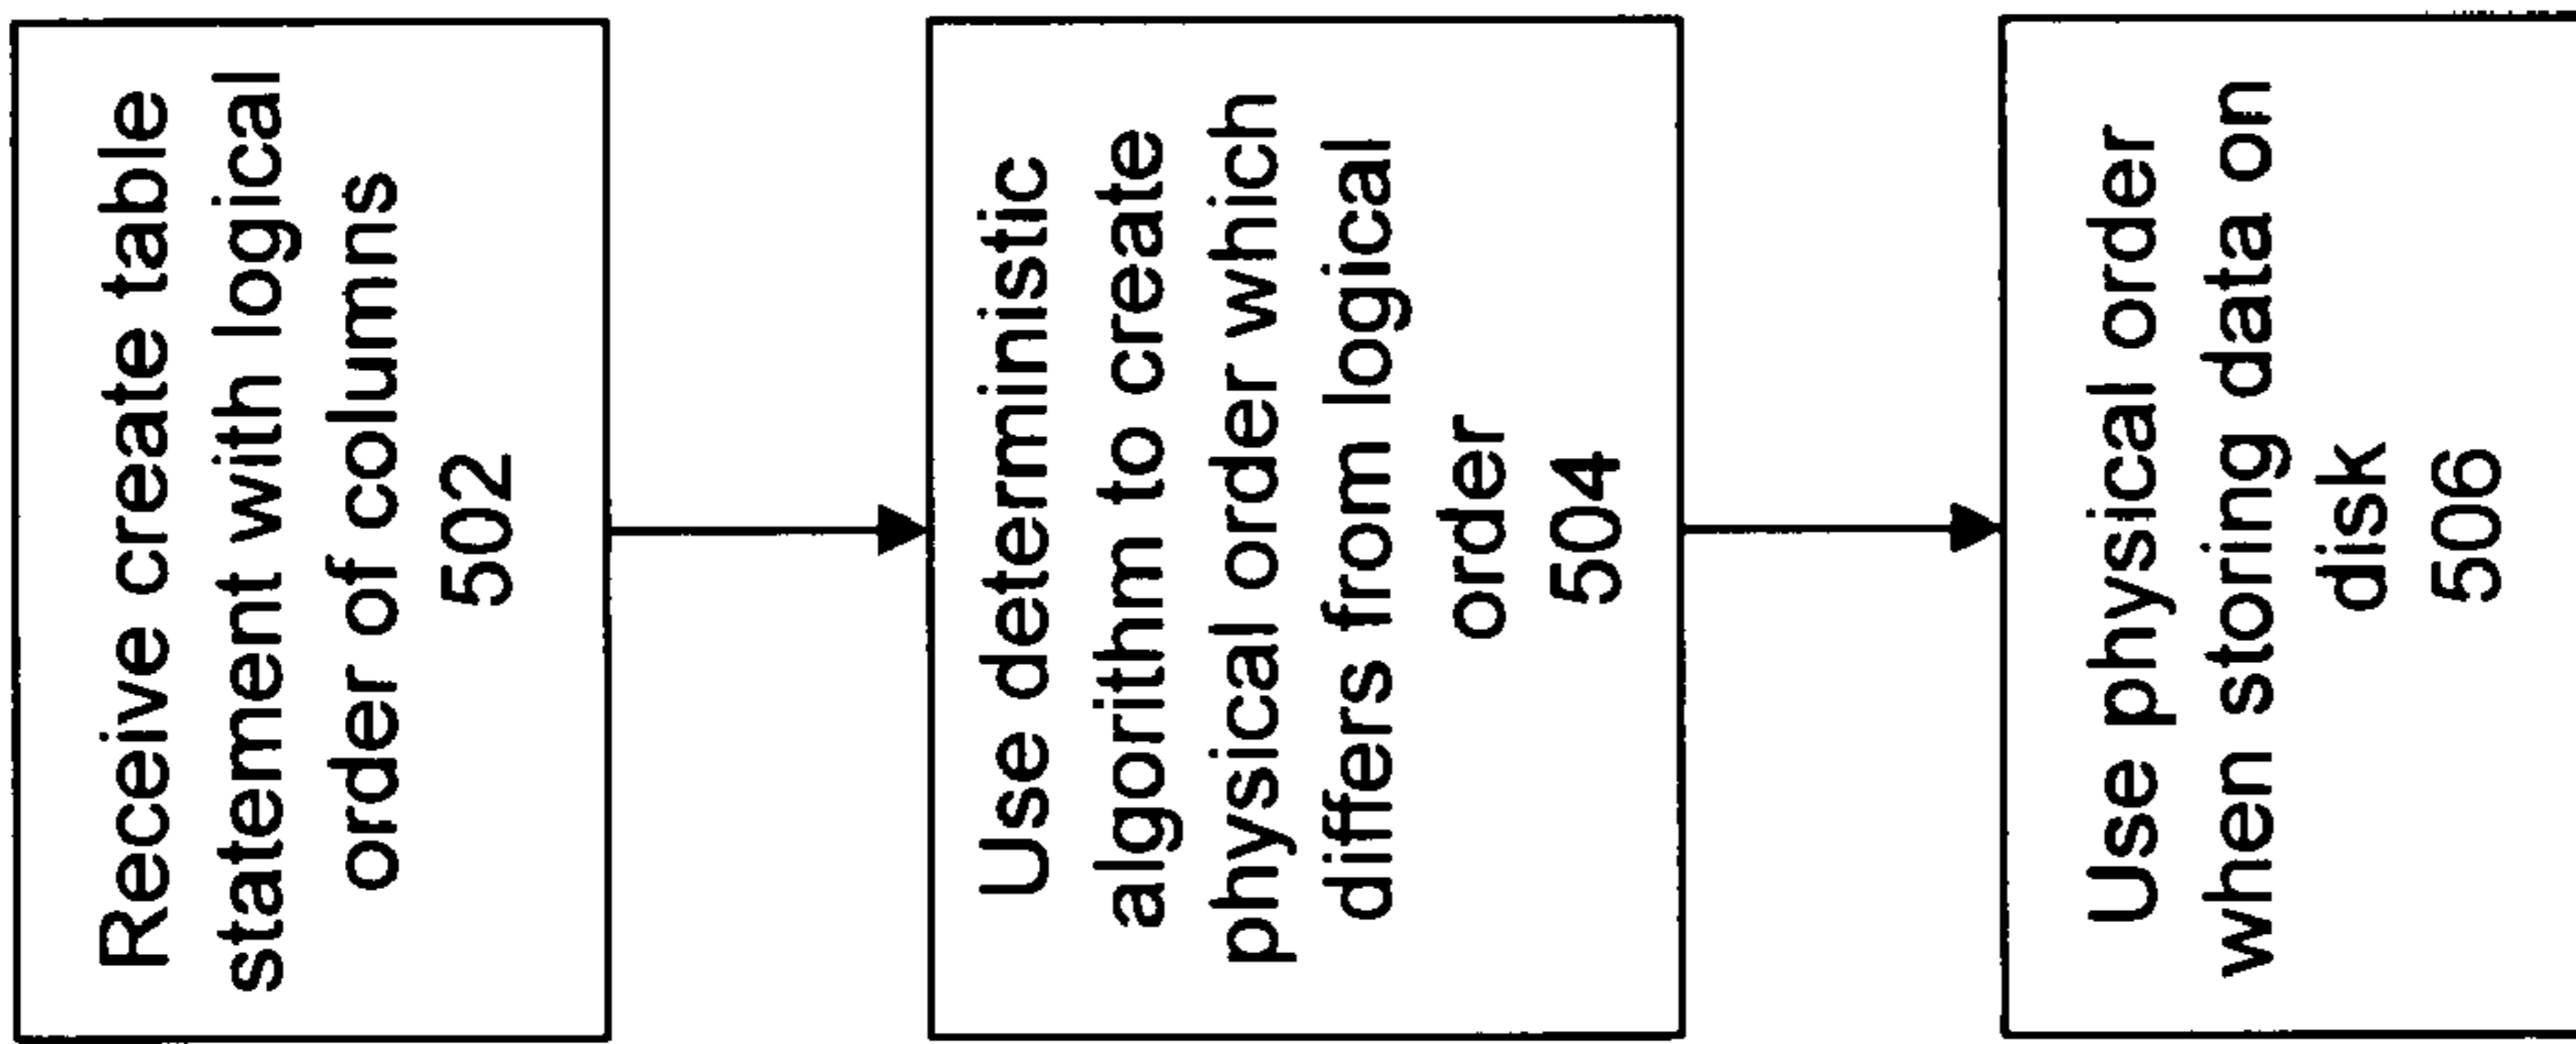 Receive create table
statement with logical
order of columns
502
Use deterministic
algorithm to create
physical order which
differs from logical
order
504
Use physical order
when storing data on
disk
506